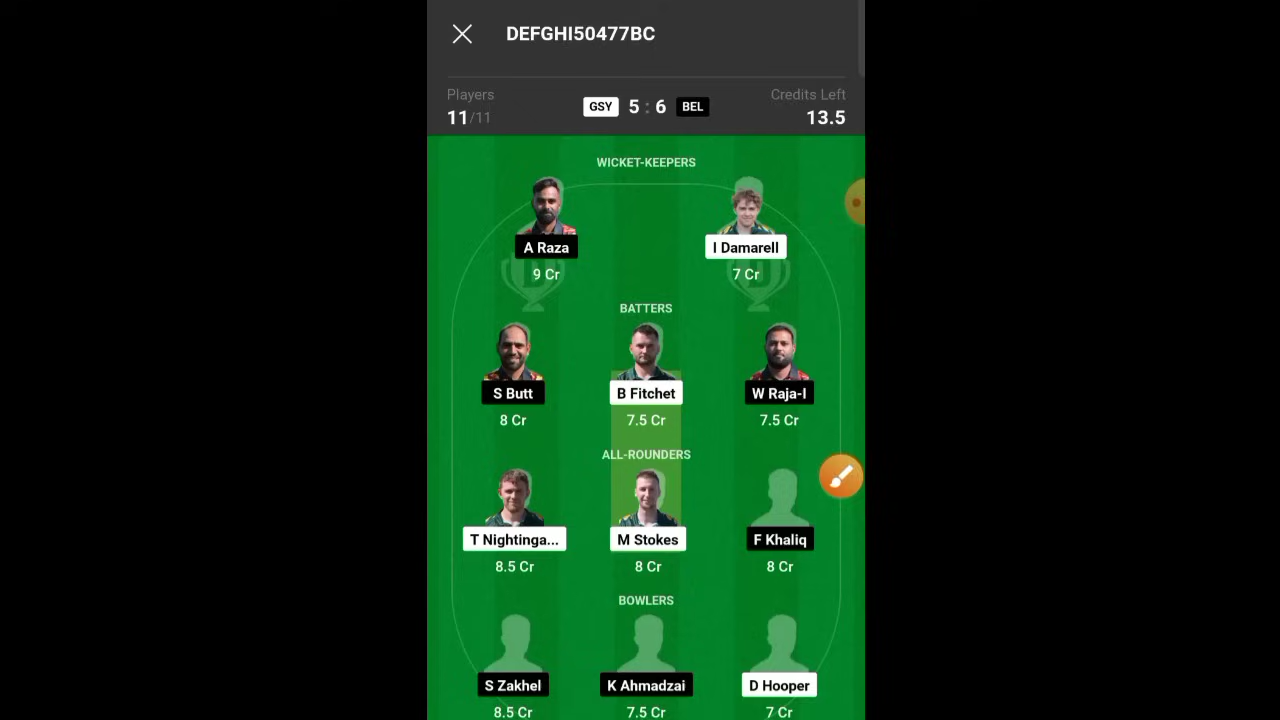 DEFGHI50477BC
Players
11/11
GSY 5 : 6 BEL
Credits Left
13.5
WICKET-KEEPERS
A Raza I Damarell
9 Cr 7 Cr
BATTERS
S Butt B Fitchet W Raja-I
8 Cr 7.5 Cr 7.5 Cr
ALL-ROUNDERS
T Nightinga... M Stokes F Khaliq
8.5 Cr 8 Cr 8 Cr
BOWLERS
S Zakhel K Ahmadzai D Hooper
8.5 Cr 7.5 Cr 7 Cr